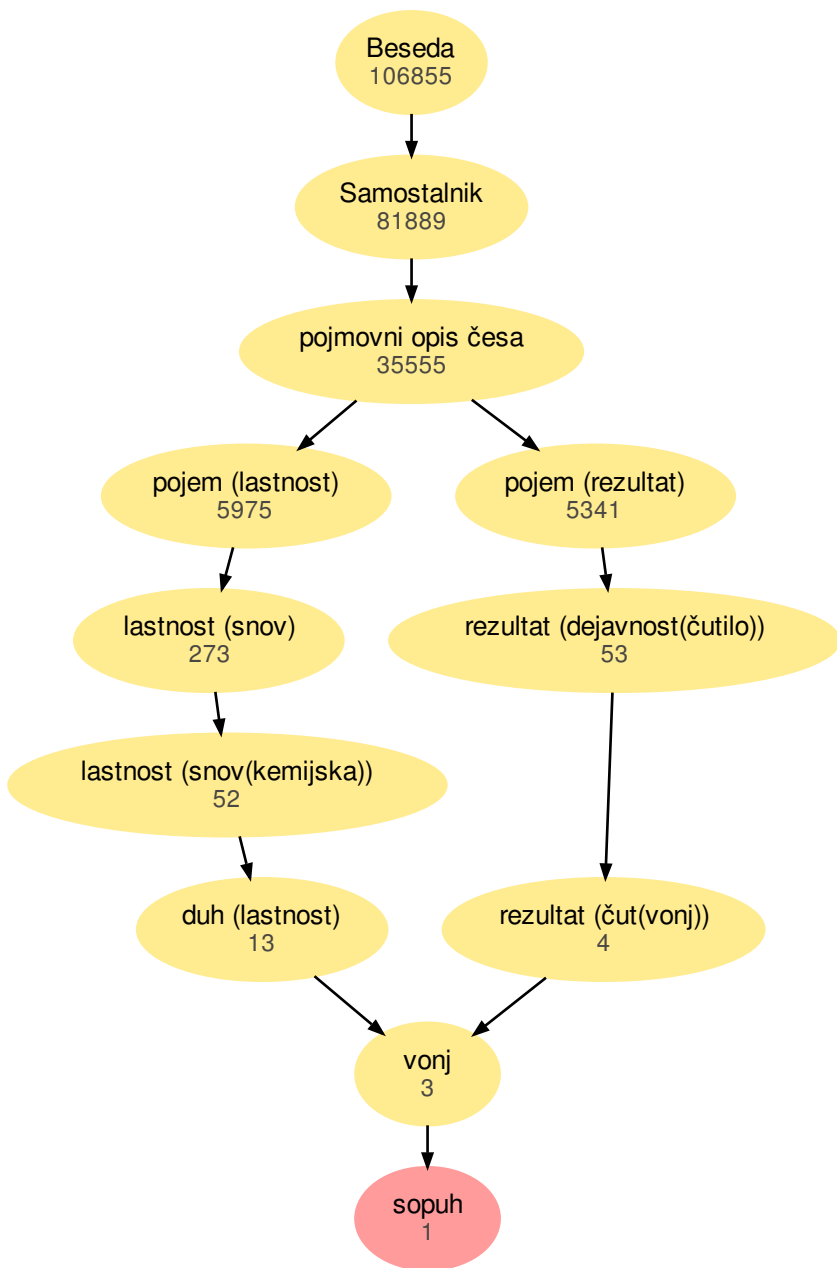 Beseda
106855
Samostalnik
81889
pojmovni opis česa
35555
pojem (lastnost)
5975
pojem (rezultat)
5341
lastnost (snov)
273
rezultat (dejavnost(čutilo))
53
lastnost (snov(kemijska))
52
duh (lastnost)
13
rezultat (čut(vonj))
4
vonj
3
sopuh
1